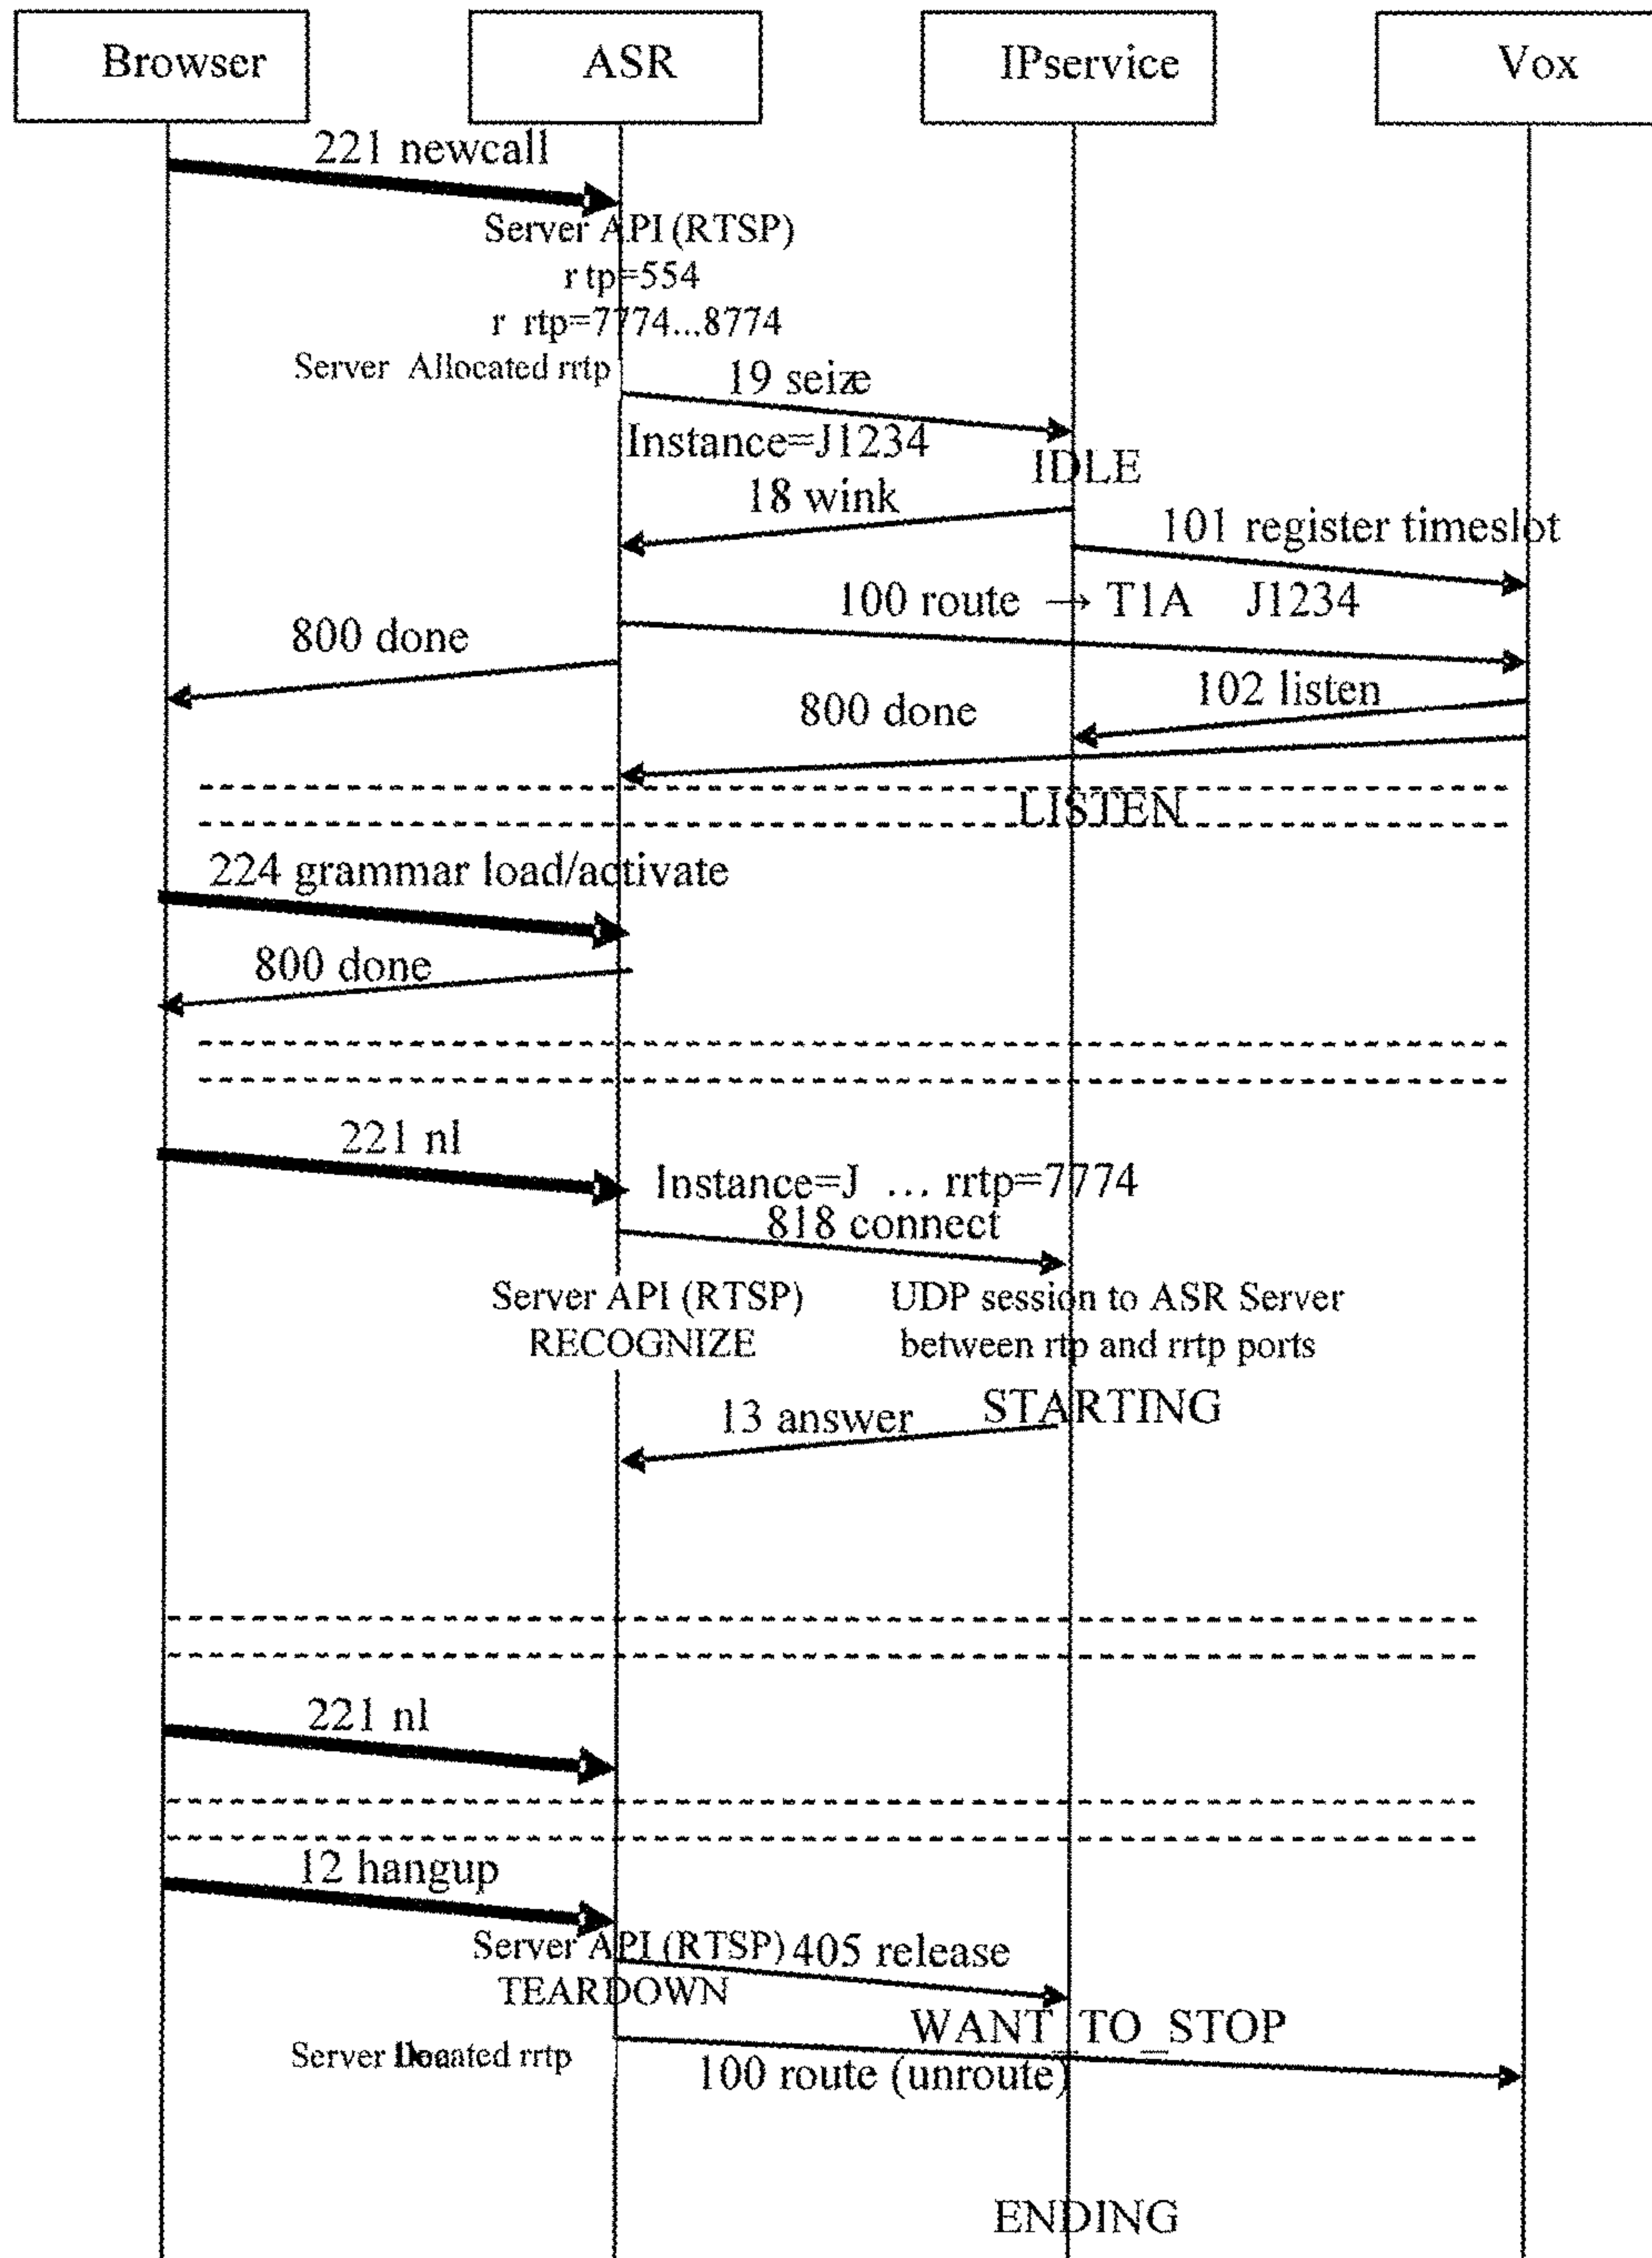 Browser
ASR
IPservice
Vox
221 newcall
Server API (RTSP)
r tp=554
r rtp=7774...8774
Server Allocated rrtp
19 seize
Instance=J1234
IDLE
18 wink
101 register timeslot
100 route → T1A J1234
800 done
102 listen
800 done
LISTEN
224 grammar load/activate
800 done
221 nl
Instance=J ... rrtp=7774
818 connect
Server API (RTSP)
RECOGNIZE
UDP session to ASR Server
between rtp and rrtp ports
STARTING
13 answer
221 nl
12 hangup
Server API (RTSP)
405 release
TEARDOWN
WANT_TO_STOP
Server rrtp
100 route (unroute)
ENDING